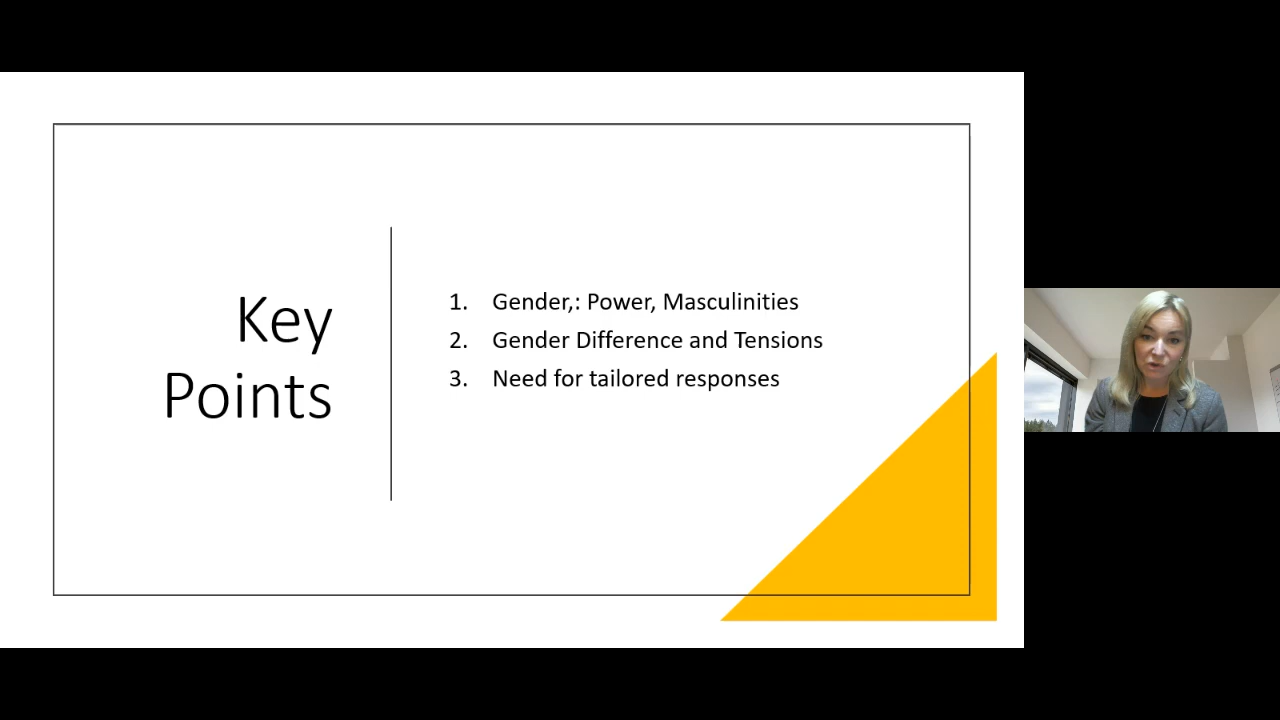 Key
Points
1. Gender,: Power, Masculinities
2. Gender Difference and Tensions
3. Need for tailored responses